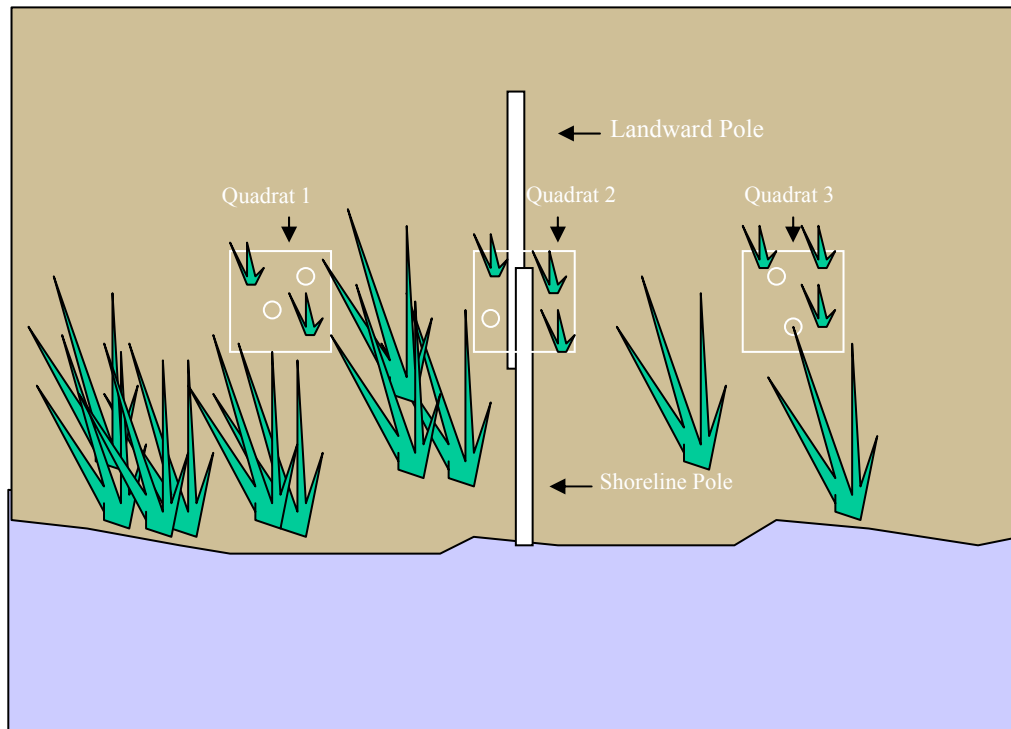 Landward Pole
Quadrat 1
Quadrat 2
Quadrat 3
Shoreline Pole